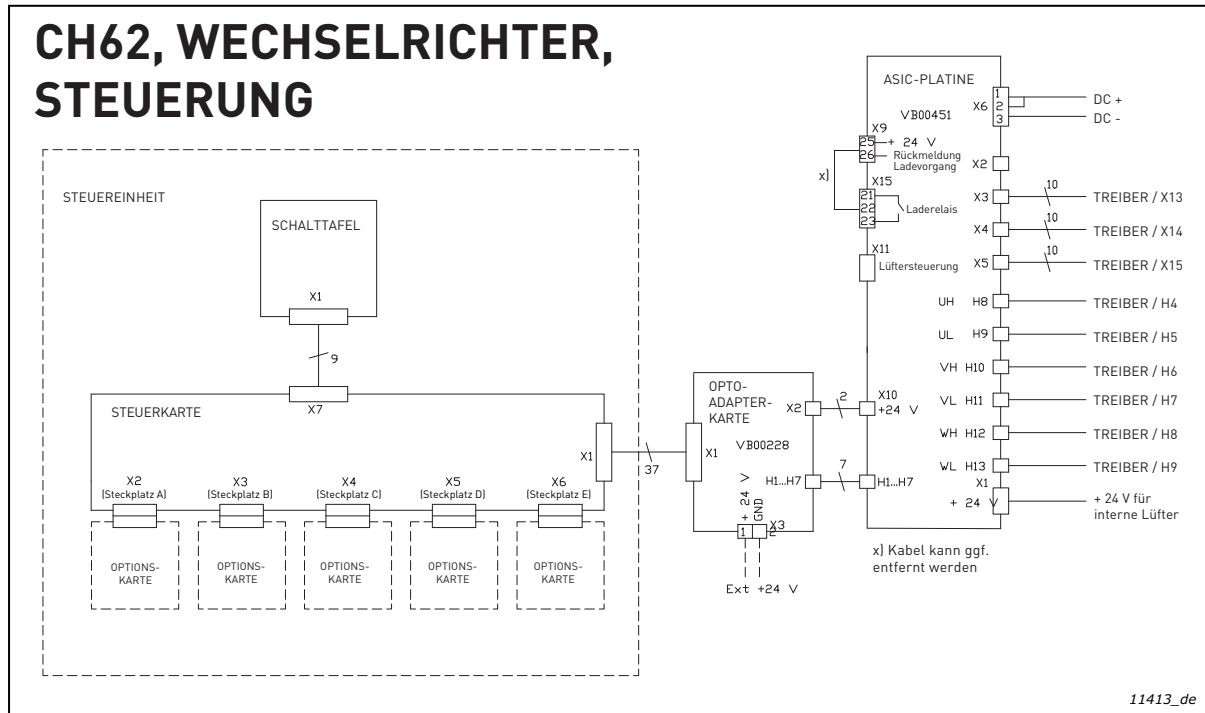 CH62, WECHSELRICHTER,
STEUERUNG
STEUEREINHEIT
SCHALTTAFEL
X1
9
X7
STEUERKARTE
X1
37
X2
(Steckplatz A)
X3
(Steckplatz B)
X4
(Steckplatz C)
X5
(Steckplatz D)
X6
(Steckplatz E)
OPTIONS-
KARTE
OPTIONS-
KARTE
OPTIONS-
KARTE
OPTIONS-
KARTE
OPTIONS-
KARTE
OPTO-
ADAPTER-
KARTE
VB00228
X1
X2
2
H1...H7
7
+ 24 V
GND
X3
1
2
Ext +24 V
ASIC-PLATINE
VB00451
X9
25
+ 24 V
26
Rückmeldung
Ladevorgang
x)
X15
21
22
23
Laderelais
X11
Lüftersteuerung
X10
+24 V
H1...H7
X6
1
2
3
DC +
DC -
X2
X3
10
TREIBER / X13
X4
10
TREIBER / X14
X5
10
TREIBER / X15
UH H8
TREIBER / H4
UL H9
TREIBER / H5
VH H10
TREIBER / H6
VL H11
TREIBER / H7
WH H12
TREIBER / H8
WL H13
TREIBER / H9
X1
+ 24 V
+ 24 V für
interne Lüfter
x) Kabel kann ggf.
entfernt werden
11413_de